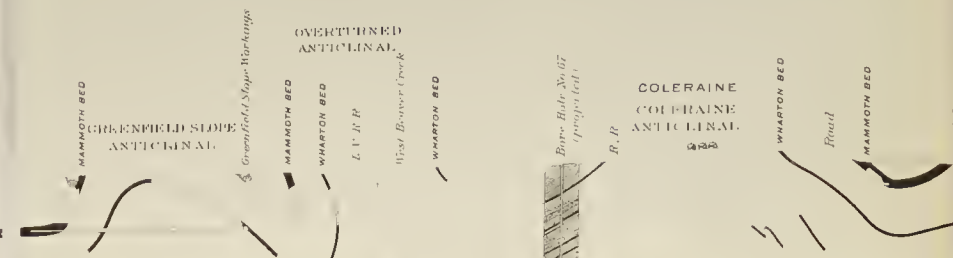 MAMMOTH BED
GREENFIELD SLOPE
ANTICLINAL
Greenfield Slope Workings
OVERTURNED
ANTICLINAL
MAMMOTH BED
WHARTON BED
L V R R
West Beaver Creek
WHARTON BED
Bore Hole No 67
R.R
COLERAINE
COLERAINE
ANTICLINAL
WHARTON BED
Road
MAMMOTH BED